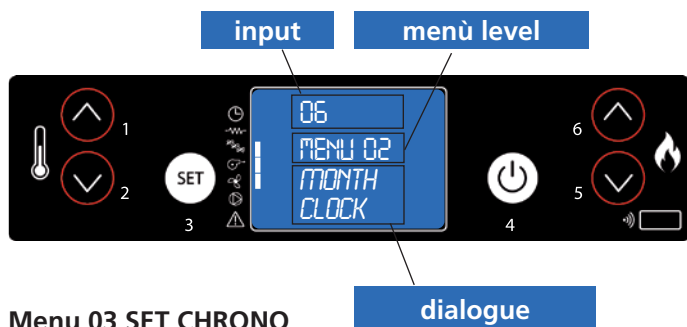 input
menù level
06
MENU 02
MONTH
CLOCK
1
2
SET
3
4
5
6
dialogue
Menu 03 SET CHRONO